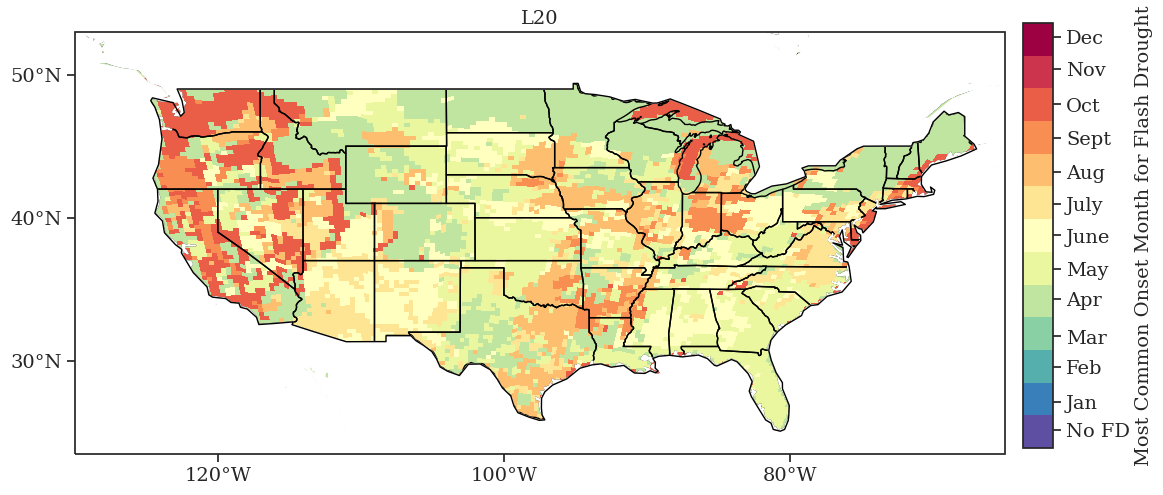 L20
50°N
40°N
30°N
120°W
100°W
80°W
Dec
Nov
Oct
Sept
Aug
July
June
May
Apr
Mar
Feb
Jan
No FD
Most Common Onset Month for Flash Drought